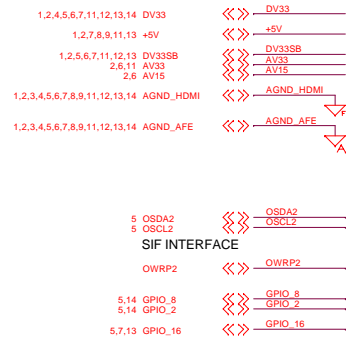 1,2,4,5,6,7,11,12,13,14 DV33 DV33
1,2,7,8,9,11,13 +5V +5V
1,2,5,6,7,11,12,13 DV33SB DV33SB
2,6,11 AV33 AV33
2,6 AV15 AV15
1,2,3,4,5,6,7,8,9,11,12,13,14 AGND_HDMI AGND_HDMI
1,2,3,4,5,6,7,8,9,11,12,13,14 AGND_AFE AGND_AFE
A
5 OSDA2 OSDA2
5 OSCL2 OSCL2
SIF INTERFACE
OWRP2 OWRP2
5,14 GPIO_8 GPIO_8
5,14 GPIO_2 GPIO_2
5,7,13 GPIO_16 GPIO_16